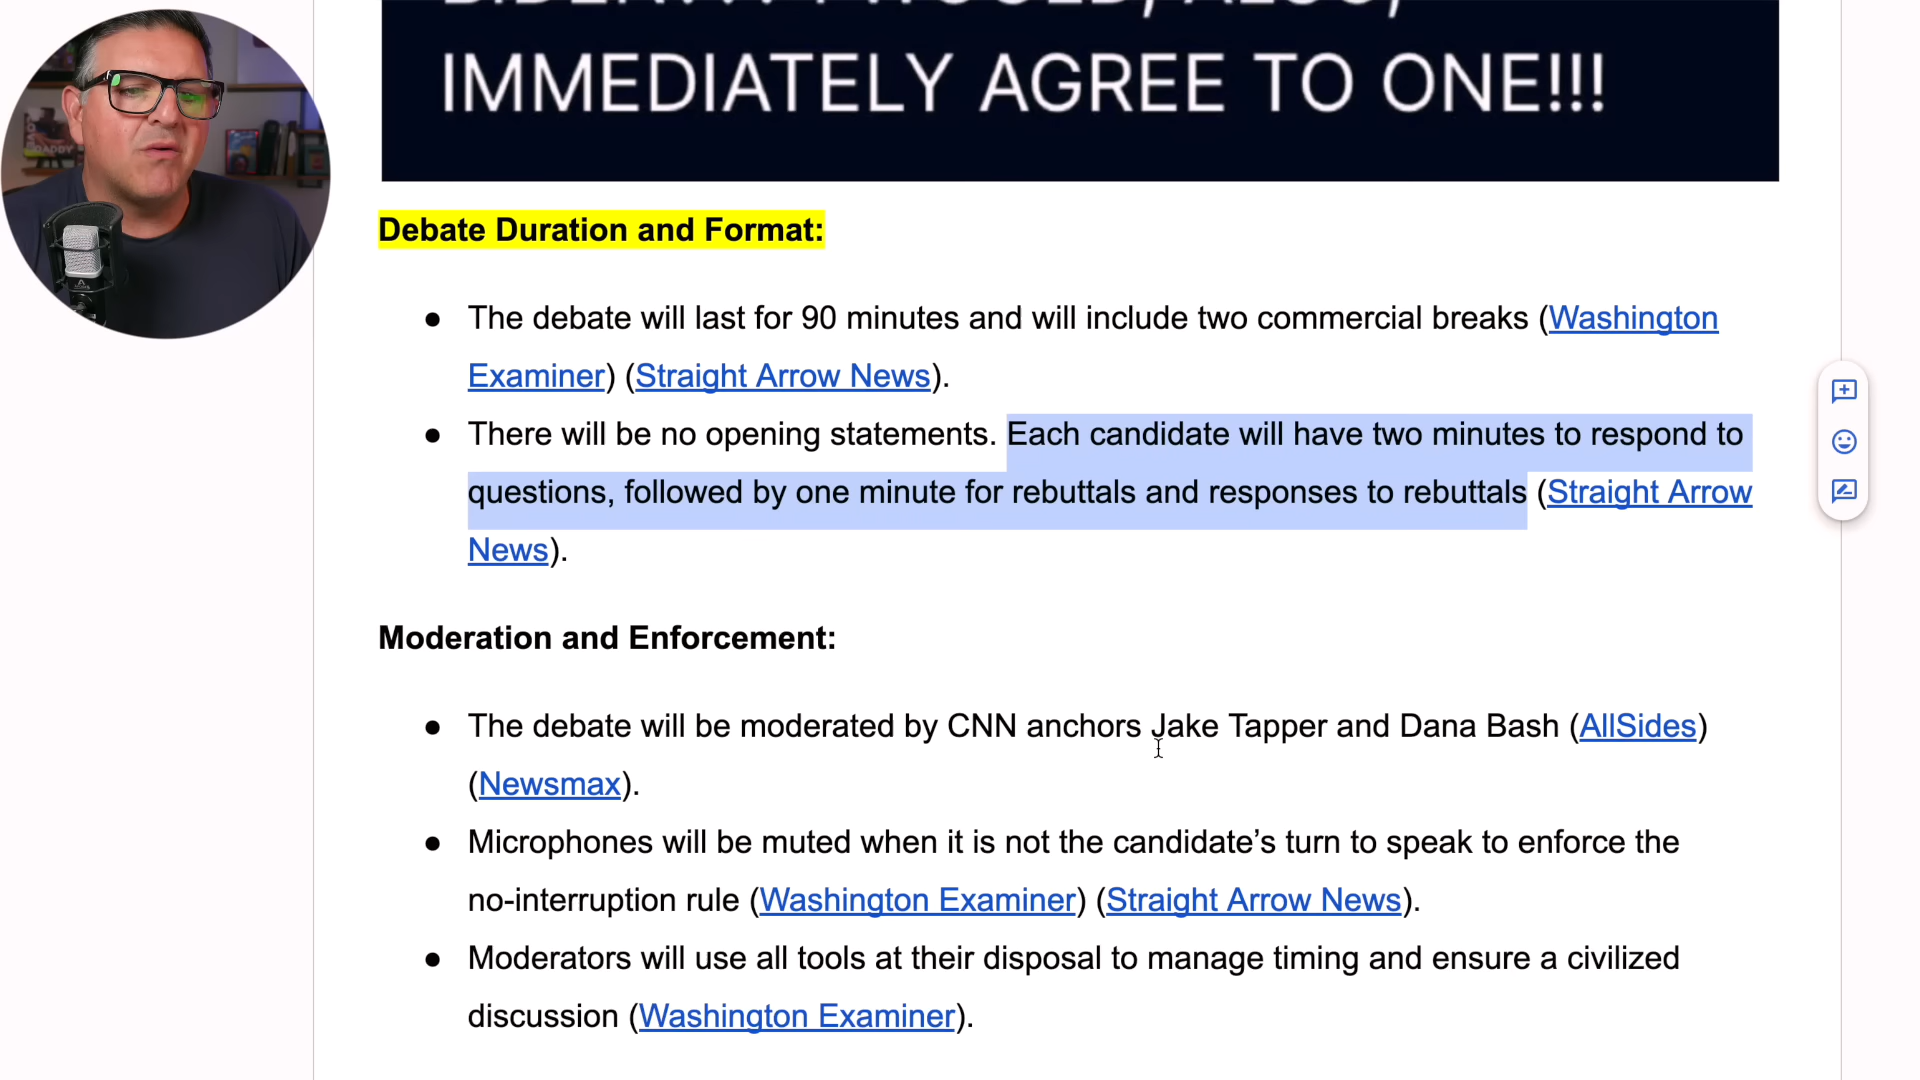 IMMEDIATELY AGREE TO ONE!!!
Debate Duration and Format:
● The debate will last for 90 minutes and will include two commercial breaks (Washington
Examiner) (Straight Arrow News).
● There will be no opening statements. Each candidate will have two minutes to respond to
questions, followed by one minute for rebuttals and responses to rebuttals (Straight Arrow
News).
Moderation and Enforcement:
● The debate will be moderated by CNN anchors Jake Tapper and Dana Bash (AllSides)
(Newsmax).
● Microphones will be muted when it is not the candidate’s turn to speak to enforce the
no-interruption rule (Washington Examiner) (Straight Arrow News).
● Moderators will use all tools at their disposal to manage timing and ensure a civilized
discussion (Washington Examiner).